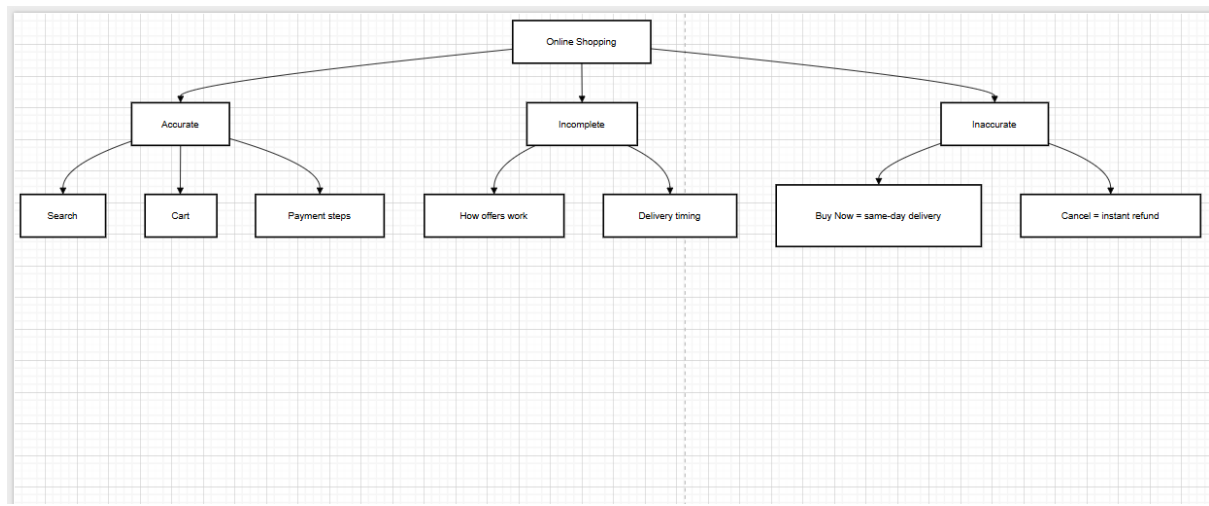 Online Shopping
Accurate
Incomplete
Inaccurate
Search
Cart
Payment steps
How offers work
Delivery timing
Buy Now = same-day delivery
Cancel = instant refund